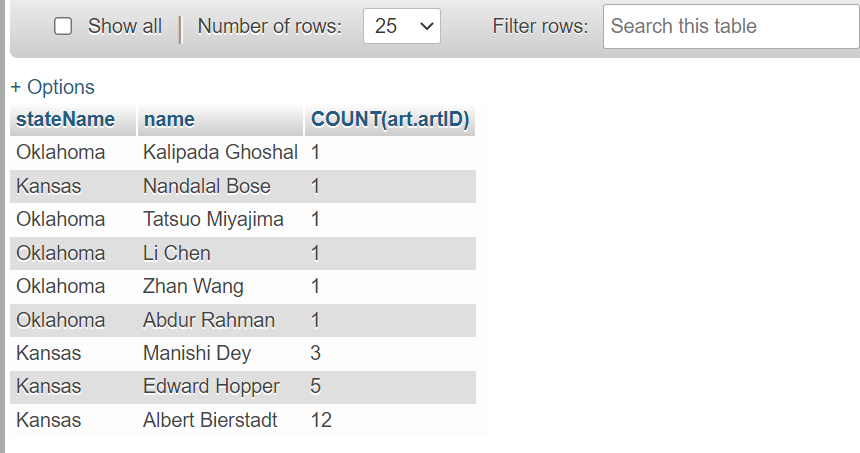 Show all | Number of rows: 25 Filter rows: Search this table
+ Options
stateName name COUNT(art.artID)
Oklahoma Kalipada Ghoshal 1
Kansas Nandalal Bose 1
Oklahoma Tatsuo Miyajima 1
Oklahoma Li Chen 1
Oklahoma Zhan Wang 1
Oklahoma Abdur Rahman 1
Kansas Manishi Dey 3
Kansas Edward Hopper 5
Kansas Albert Bierstadt 12